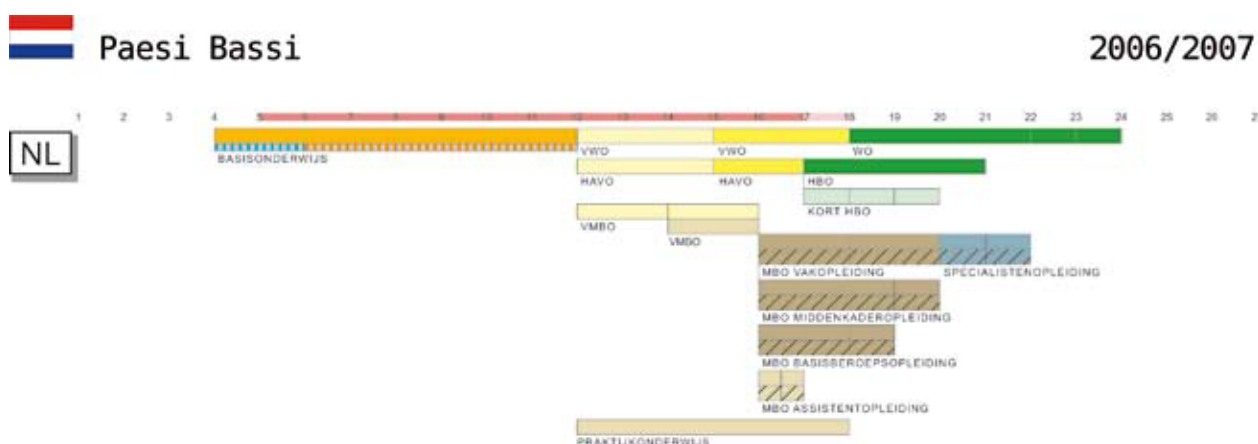 Paesi Bassi 2006/2007
1 2 3 4 5 6 7 8 9 10 11 12 13 14 15 16 17 18 19 20 21 22 23 24 25 26 2
NL
BASISONDERWIJS VWO VWO WO
HAVO HAVO HBO
KORT HBO
VMBO VMBO
MBO VAKOPLEIDING SPECIALISTENOPLEIDING
MBO MIDDENKADEROPLEIDING
MBO BASISBEROEPSOPLEIDING
MBO ASSISTENTOPLEIDING
PRAKTIJKONDERWIJS